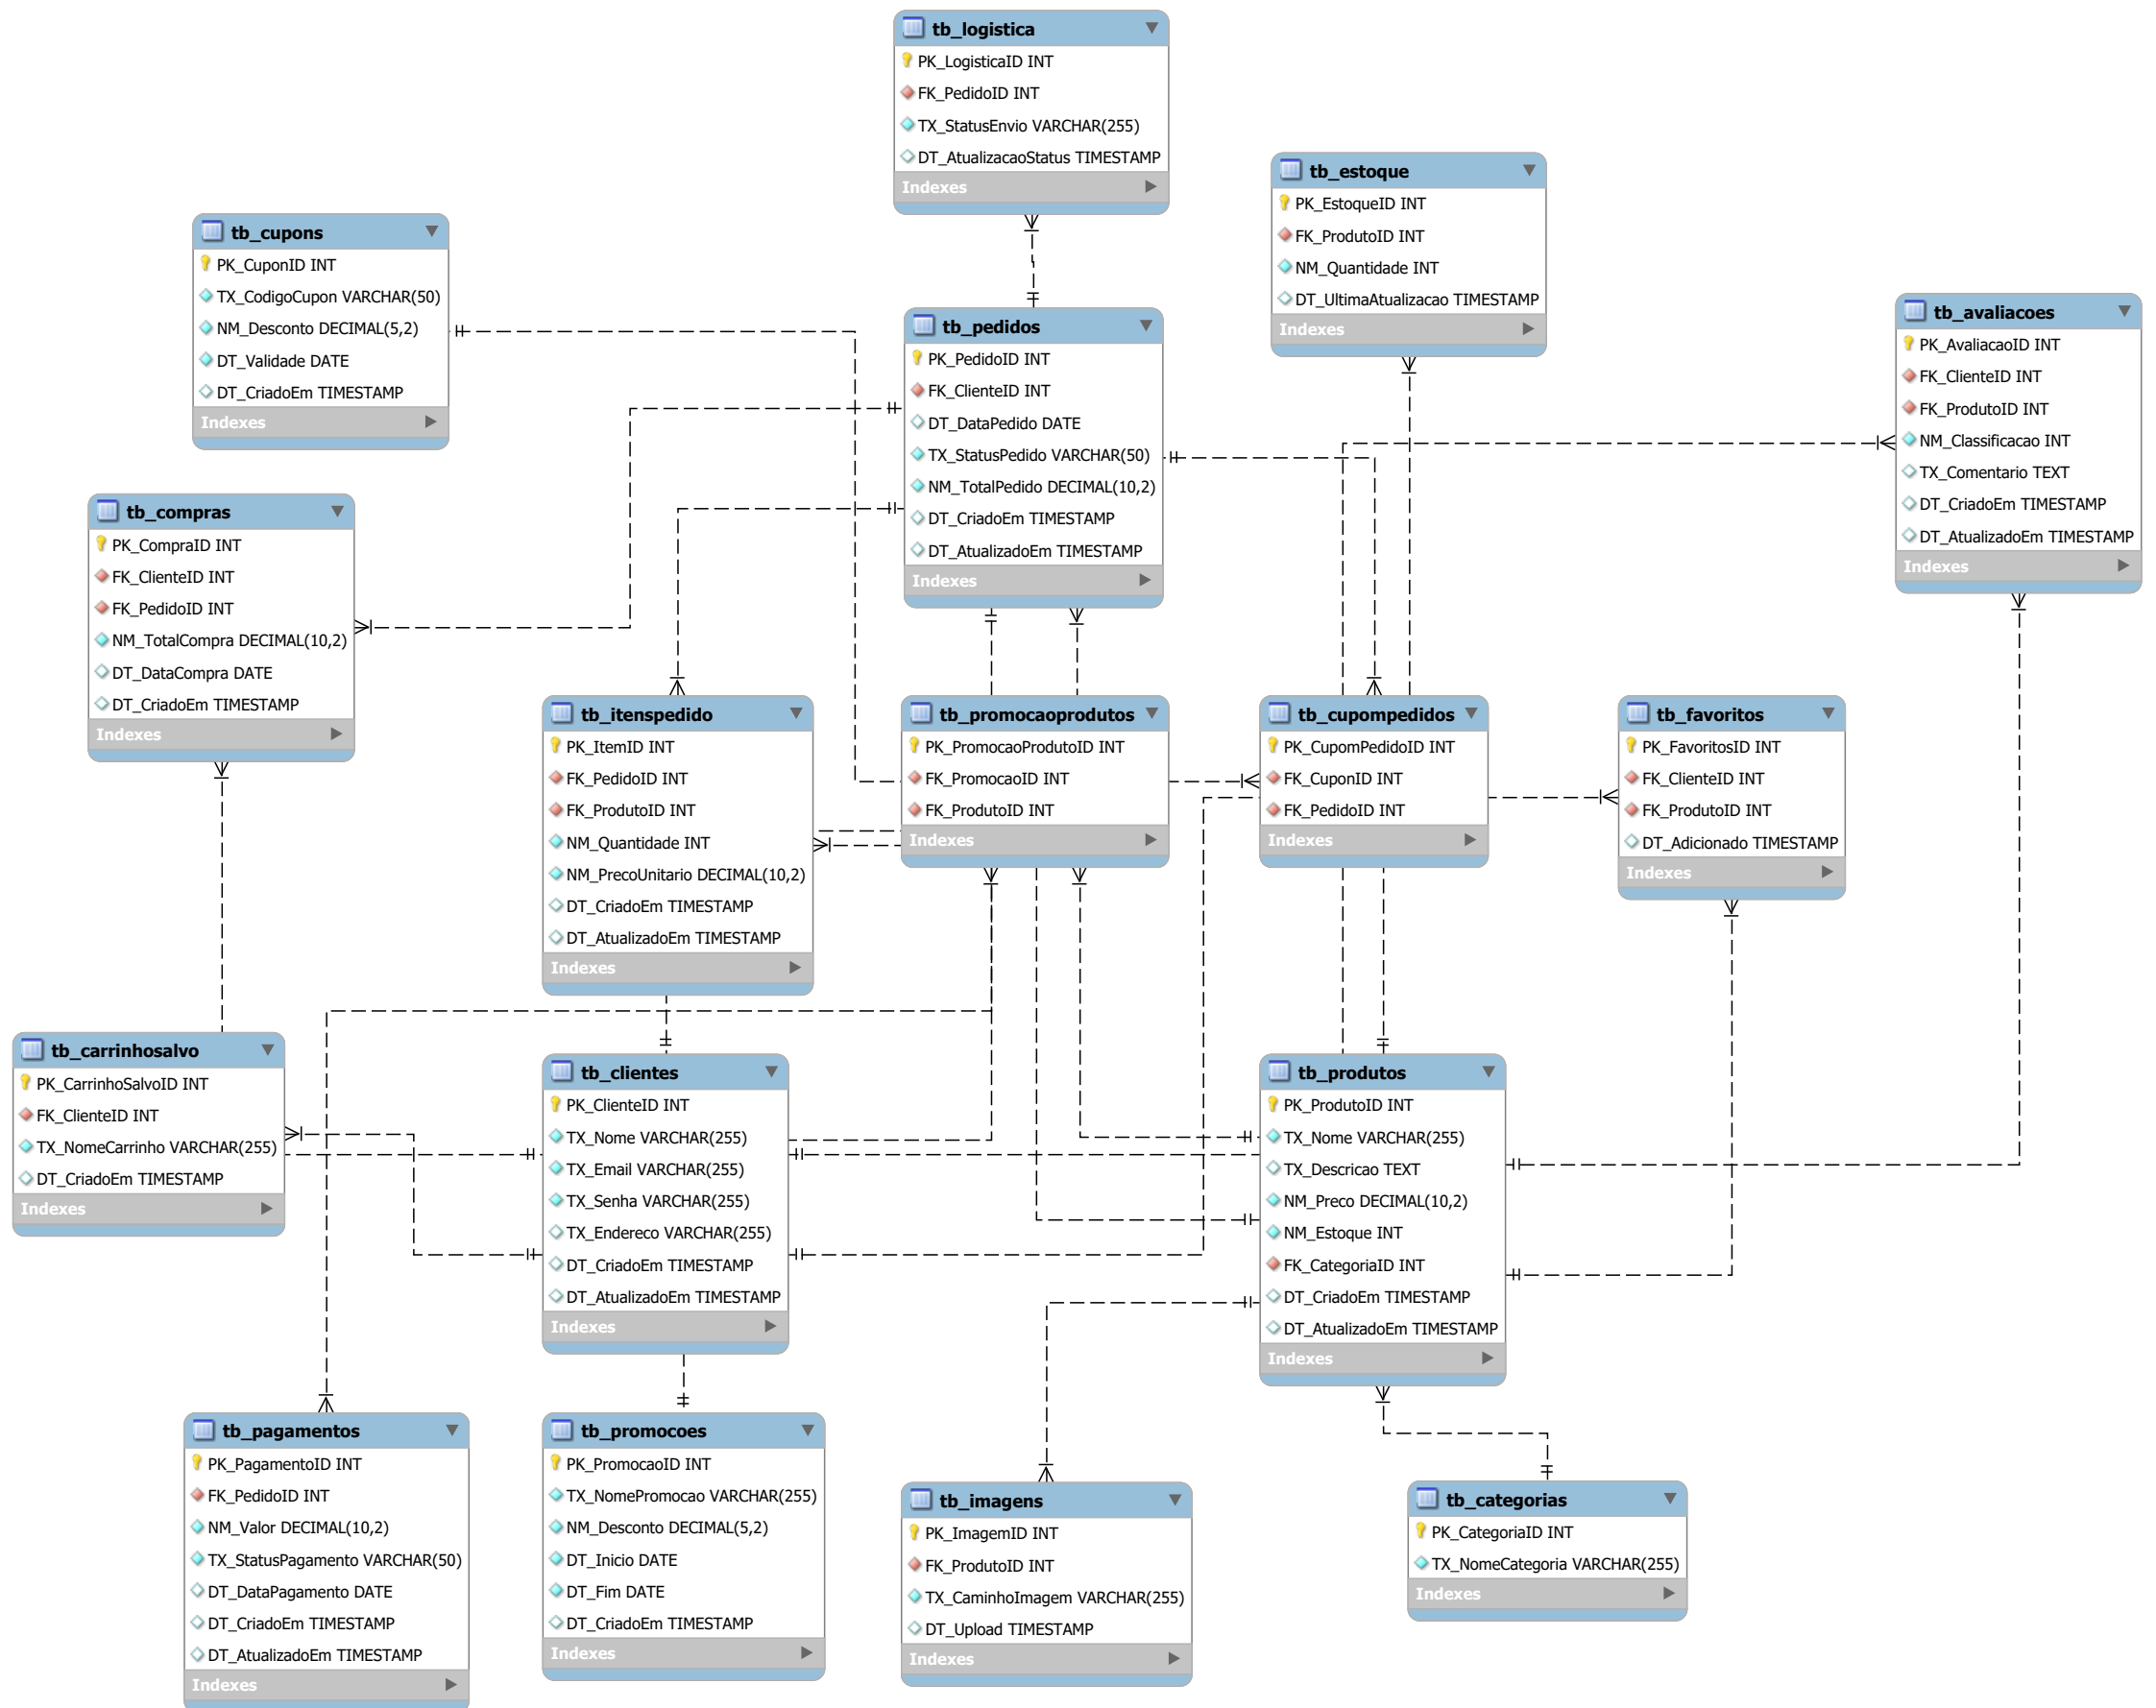 tb_logistica
PK_LogisticaID INT
FK_PedidoID INT
TX_StatusEnvio VARCHAR(255)
DT_AtualizacaoStatus TIMESTAMP
Indexes
tb_estoque
PK_EstoqueID INT
FK_ProdutoID INT
NM_Quantidade INT
DT_UltimaAtualizacao TIMESTAMP
Indexes
tb_cupons
PK_CuponID INT
TX_CodigoCupon VARCHAR(50)
NM_Desconto DECIMAL(5,2)
DT_Validade DATE
DT_CriadoEm TIMESTAMP
Indexes
tb_pedidos
PK_PedidoID INT
FK_ClienteID INT
DT_DataPedido DATE
TX_StatusPedido VARCHAR(50)
NM_TotalPedido DECIMAL(10,2)
DT_CriadoEm TIMESTAMP
DT_AtualizadoEm TIMESTAMP
Indexes
tb_avaliacoes
PK_AvaliacaoID INT
FK_ClienteID INT
FK_ProdutoID INT
NM_Classificacao INT
TX_Comentario TEXT
DT_CriadoEm TIMESTAMP
DT_AtualizadoEm TIMESTAMP
Indexes
tb_compras
PK_CompraID INT
FK_ClienteID INT
FK_PedidoID INT
NM_TotalCompra DECIMAL(10,2)
DT_DataCompra DATE
DT_CriadoEm TIMESTAMP
Indexes
tb_itenspedido
PK_ItemID INT
FK_PedidoID INT
FK_ProdutoID INT
NM_Quantidade INT
NM_PrecoUnitario DECIMAL(10,2)
DT_CriadoEm TIMESTAMP
DT_AtualizadoEm TIMESTAMP
Indexes
tb_promocaoprodutos
PK_PromocaoProdutoID INT
FK_PromocaoID INT
FK_ProdutoID INT
Indexes
tb_cupompedidos
PK_CupomPedidoID INT
FK_CuponID INT
FK_PedidoID INT
Indexes
tb_favoritos
PK_FavoritosID INT
FK_ClienteID INT
FK_ProdutoID INT
DT_Adicionado TIMESTAMP
Indexes
tb_carrinhosalvo
PK_CarrinhoSalvoID INT
FK_ClienteID INT
TX_NomeCarrinho VARCHAR(255)
DT_CriadoEm TIMESTAMP
Indexes
tb_clientes
PK_ClienteID INT
TX_Nome VARCHAR(255)
TX_Email VARCHAR(255)
TX_Senha VARCHAR(255)
TX_Endereco VARCHAR(255)
DT_CriadoEm TIMESTAMP
DT_AtualizadoEm TIMESTAMP
Indexes
tb_produtos
PK_ProdutoID INT
TX_Nome VARCHAR(255)
TX_Descricao TEXT
NM_Preco DECIMAL(10,2)
NM_Estoque INT
FK_CategoriaID INT
DT_CriadoEm TIMESTAMP
DT_AtualizadoEm TIMESTAMP
Indexes
tb_pagamentos
PK_PagamentoID INT
FK_PedidoID INT
NM_Valor DECIMAL(10,2)
TX_StatusPagamento VARCHAR(50)
DT_DataPagamento DATE
DT_CriadoEm TIMESTAMP
DT_AtualizadoEm TIMESTAMP
Indexes
tb_promocoes
PK_PromocaoID INT
TX_NomePromocao VARCHAR(255)
NM_Desconto DECIMAL(5,2)
DT_Inicio DATE
DT_Fim DATE
DT_CriadoEm TIMESTAMP
Indexes
tb_imagens
PK_ImagemID INT
FK_ProdutoID INT
TX_CaminhoImagem VARCHAR(255)
DT_Upload TIMESTAMP
Indexes
tb_categorias
PK_CategoriaID INT
TX_NomeCategoria VARCHAR(255)
Indexes